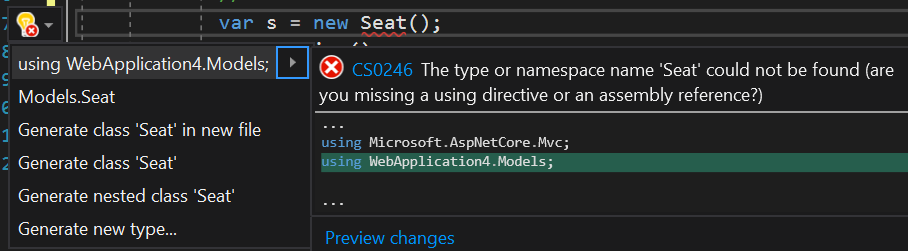 7
var s = new Seat();
8
using WebApplication4.Models;
Models.Seat
Generate class 'Seat' in new file
Generate class 'Seat'
Generate nested class 'Seat'
Generate new type...
CS0246 The type or namespace name 'Seat' could not be found (are
you missing a using directive or an assembly reference?)
...
using Microsoft.AspNetCore.Mvc;
using WebApplication4.Models;
...
Preview changes